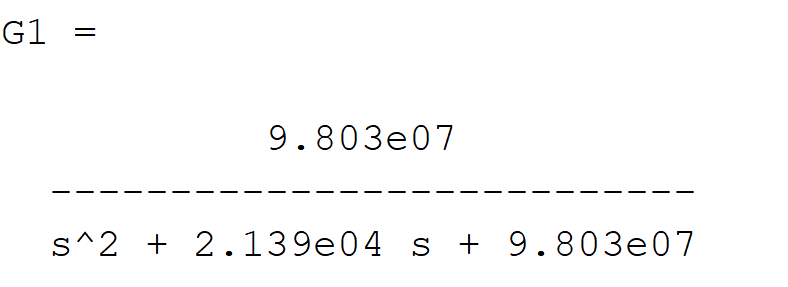 G1 =
9.803e07
---------------------------
s^2 + 2.139e04 s + 9.803e07